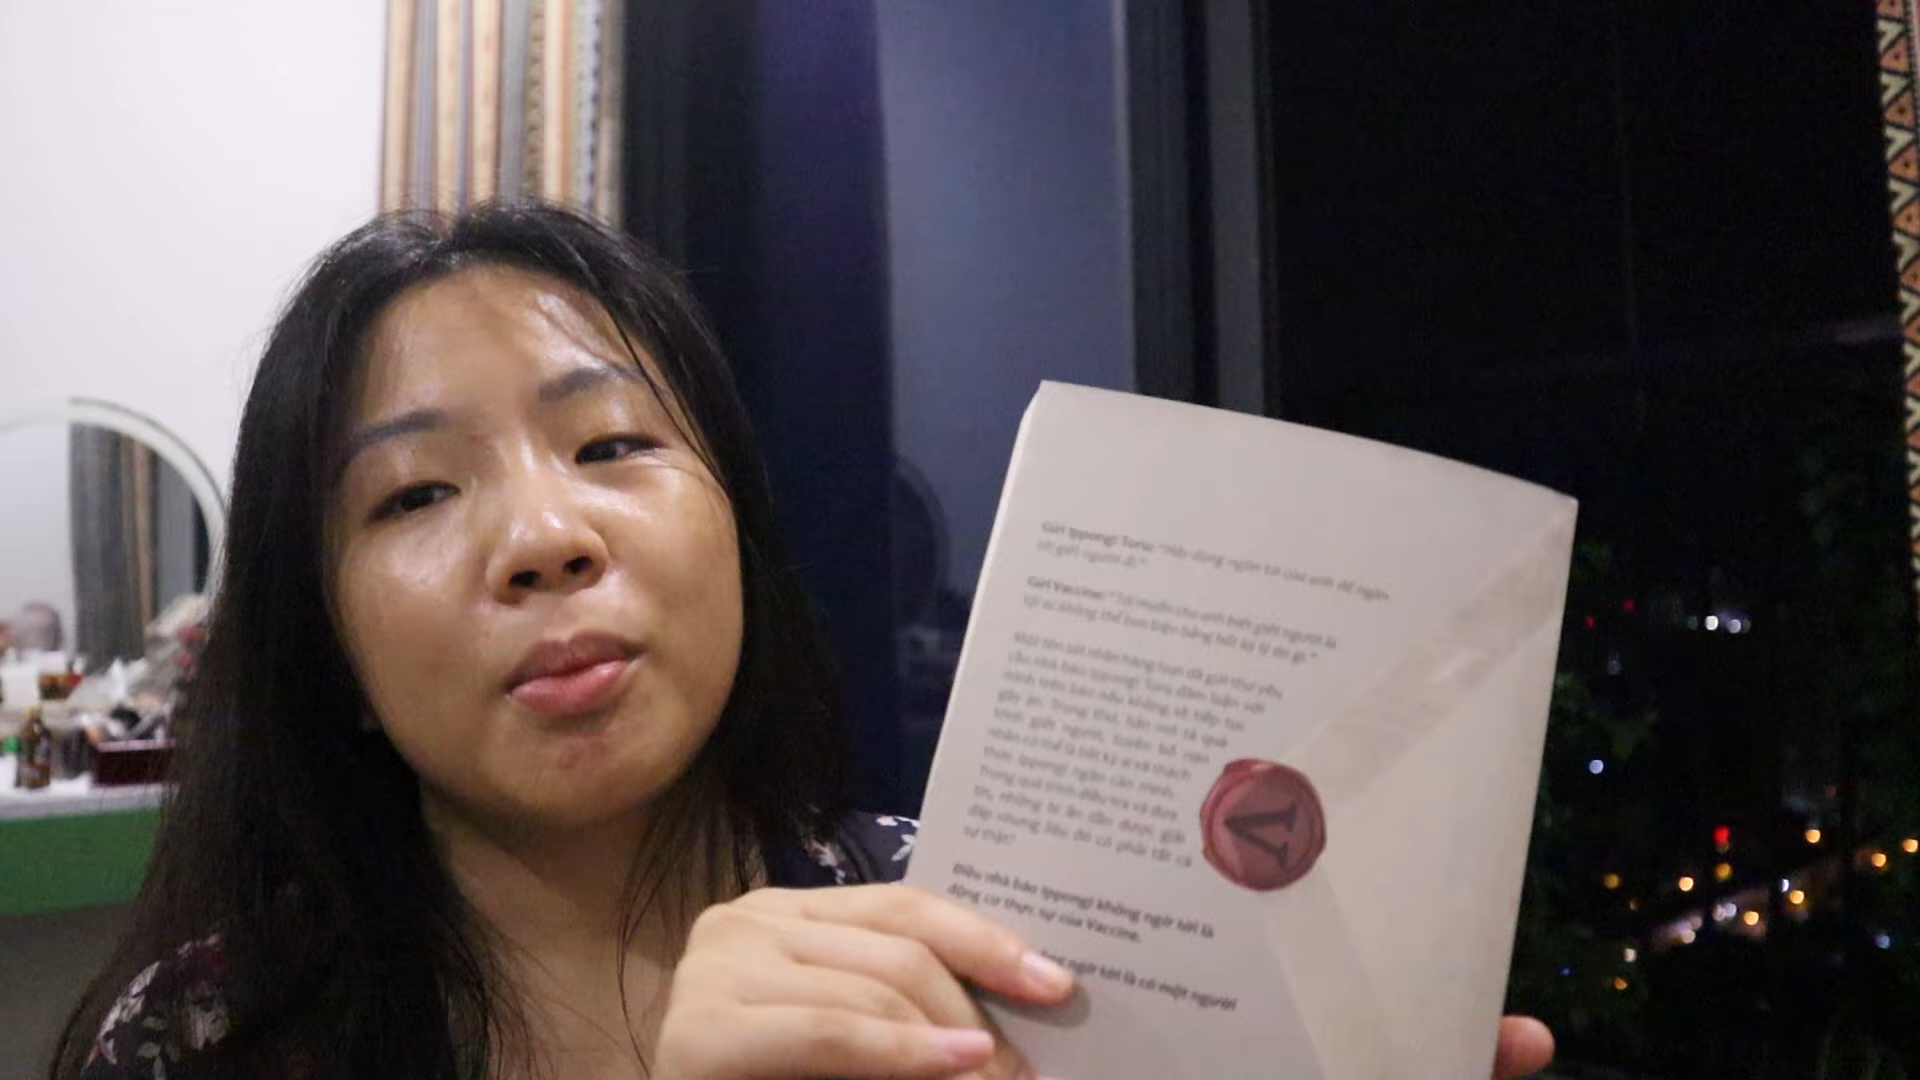 Gửi Ippongi Toru: "Hãy dùng ngôn từ của anh để ngăn
tôi giết người đi."
Gửi Vaccine: "Tôi muốn cho anh biết giết người là
tội ác không thể bao biện bằng bất kỳ lý do gì."
Một tên sát nhân hàng loạt đã gửi thư yêu
cầu nhà báo Ippongi Toru đàm luận với
mình trên báo nếu không sẽ tiếp tục
gây án. Trong thư, hắn mô tả quá
trình giết người, tuyên bố nạn
nhân có thể là bất kỳ ai và thách
thức Ippongi ngăn cản mình.
Trong quá trình điều tra và đưa
tin, những bí ẩn dần được giải
đáp nhưng liệu đó có phải tất cả
sự thật?
V
Điều nhà báo Ippongi không ngờ tới là
động cơ thực sự của Vaccine.
ngờ tới là có một người